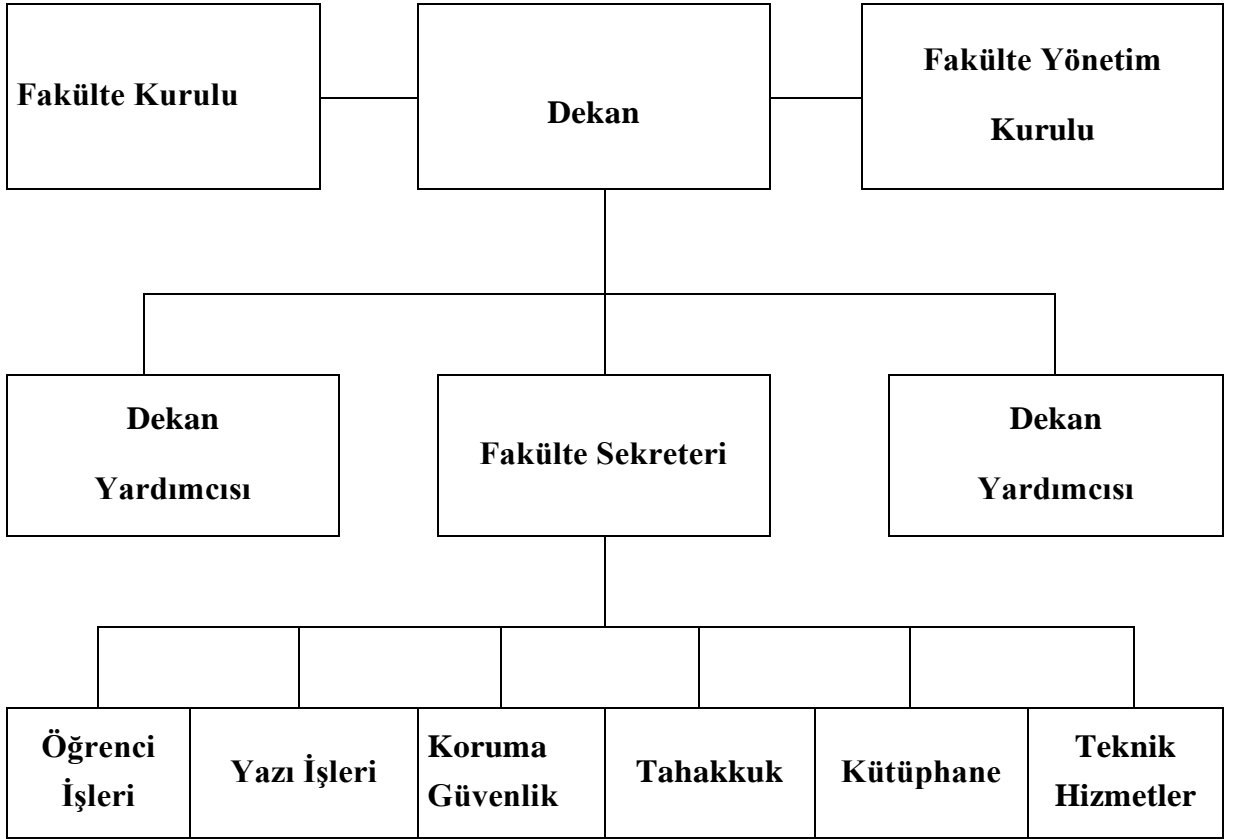 Fakülte Kurulu
Dekan
Fakülte Yönetim
Kurulu
Dekan
Yardımcısı
Fakülte Sekreteri
Dekan
Yardımcısı
Öğrenci
İşleri
Yazı İşleri
Koruma
Güvenlik
Tahakkuk
Kütüphane
Teknik
Hizmetler